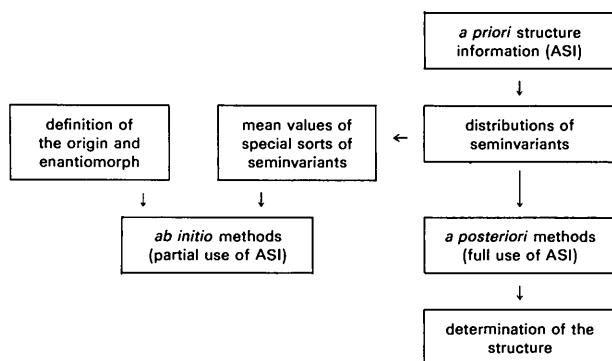 a priori structure
information (ASI)
definition of
the origin and
enantiomorph
mean values of
special sorts of
seminvariants
distributions of
seminvariants
ab initio methods
(partial use of ASI)
a posteriori methods
(full use of ASI)
determination of the
structure